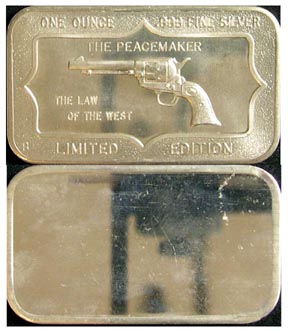 ONE OUNCE .999 FINE SILVER
THE PEACEMAKER
THE LAW
OF THE WEST
LIMITED EDITION